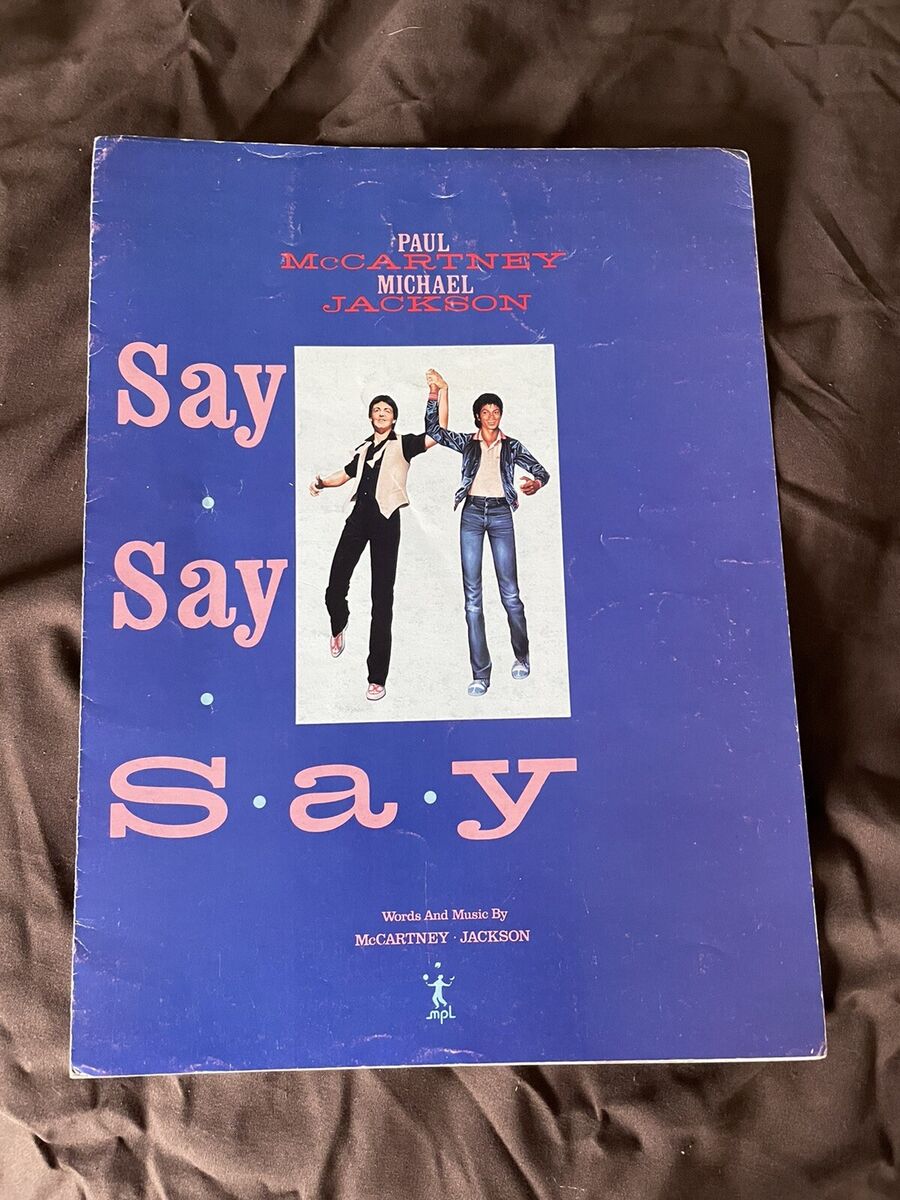 PAUL
McCARTNEY
MICHAEL
JACKSON
Say
Say
S·a·y
Words And Music By
McCARTNEY · JACKSON
mpl